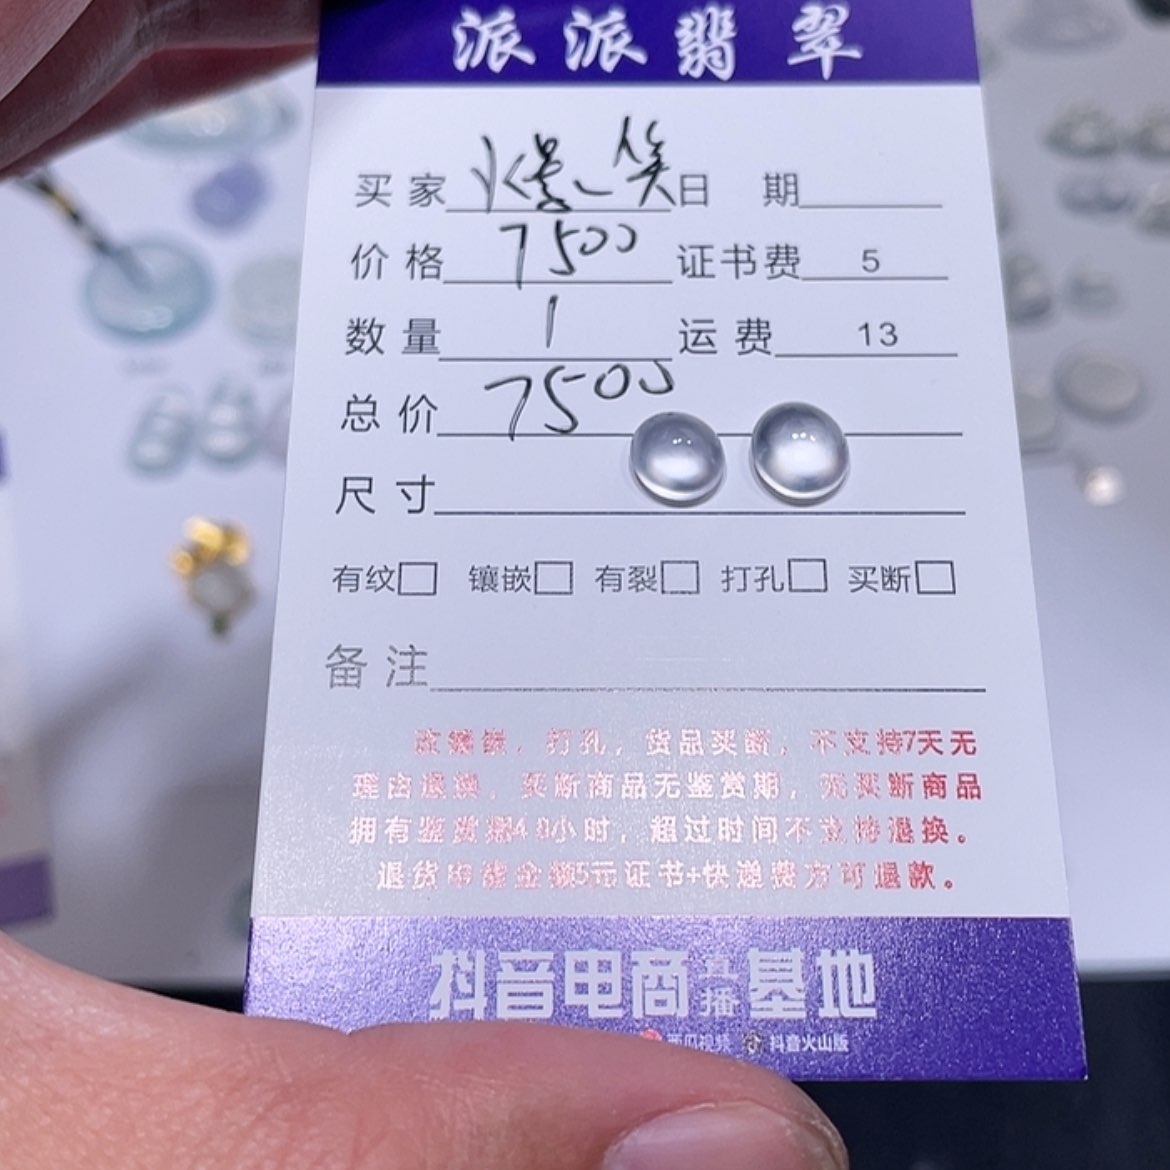 派派翡翠
买家 爆笑 日 期
价格 7500 证书费 5
数量 1 运费 13
总价 7500
尺寸
有纹 镶嵌 有裂 打孔 买断
备注
改镶嵌，打孔，货品买断，不支持7天无
理由退换，买断商品无鉴赏期，无买断商品
拥有鉴赏期48小时，超过时间不支持退换。
退货申请金额5元证书+快递费方可退款。
抖音电商直播基地
西瓜视频 抖音火山版